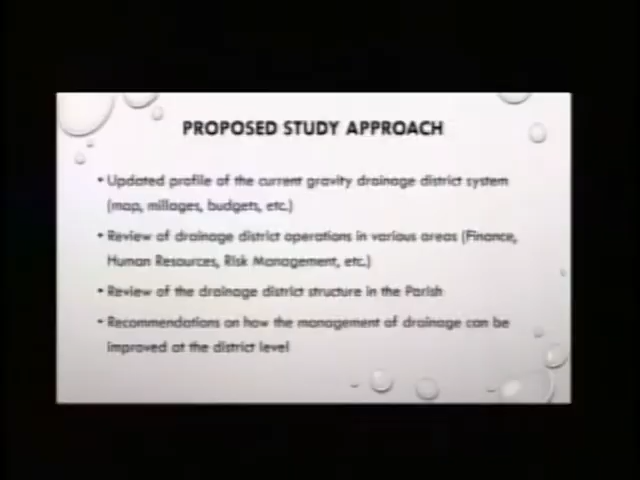 PROPOSED STUDY APPROACH
• Updated profile of the current gravity drainage district system
(map, millages, budgets, etc.)
• Review of drainage district operations in various areas (Finance,
Human Resources, Risk Management, etc.)
• Review of the drainage district structure in the Parish
• Recommendations on how the management of drainage can be
improved at the district level